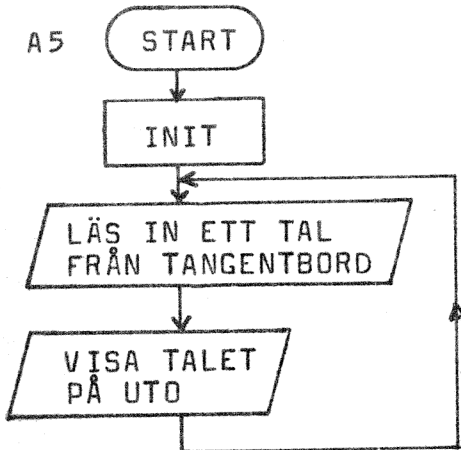 A5
START
INIT
LÄS IN ETT TAL
FRÅN TANGENTBORD
VISA TALET
PÅ UTO